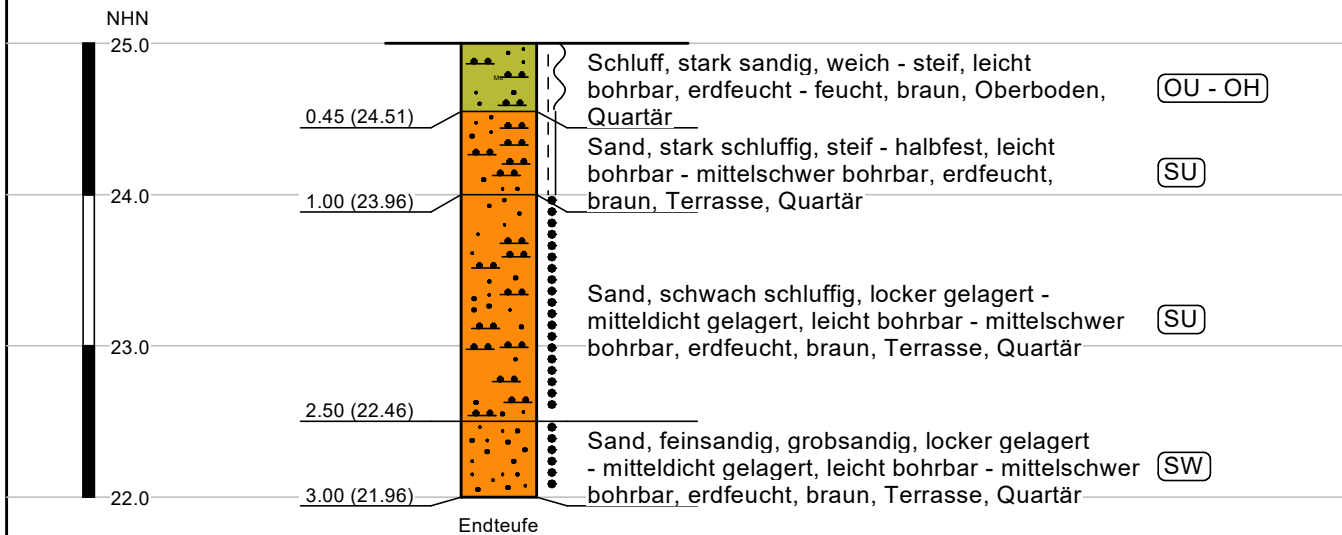 NHN
25.0
Schluff, stark sandig, weich - steif, leicht
bohrbar, erdfeucht - feucht, braun, Oberboden,
Quartär
OU - OH
0.45 (24.51)
Sand, stark schluffig, steif - halbfest, leicht
bohrbar - mittelschwer bohrbar, erdfeucht,
braun, Terrasse, Quartär
SU
24.0
1.00 (23.96)
Sand, schwach schluffig, locker gelagert -
mitteldicht gelagert, leicht bohrbar - mittelschwer
bohrbar, erdfeucht, braun, Terrasse, Quartär
SU
23.0
2.50 (22.46)
Sand, feinsandig, grobsandig, locker gelagert
- mitteldicht gelagert, leicht bohrbar - mittelschwer
bohrbar, erdfeucht, braun, Terrasse, Quartär
SW
22.0
3.00 (21.96)
Endteufe